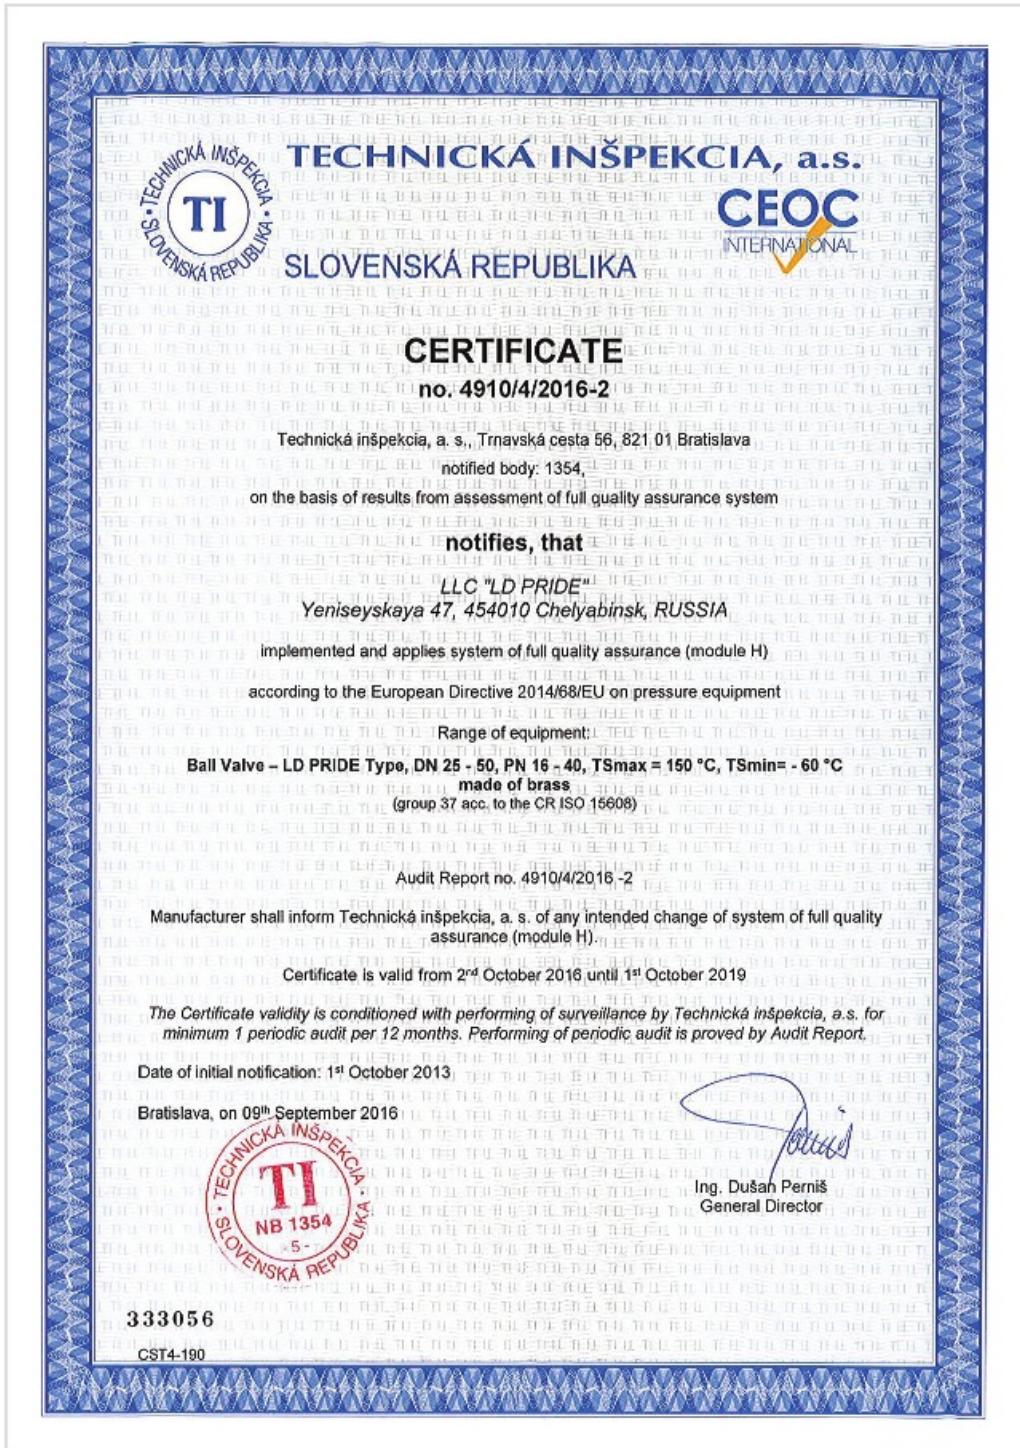 TECHNICKÁ INŠPEKCIA
SLOVENSKÁ REPUBLIKA
TI
TECHNICKÁ INŠPEKCIA, a.s.
CEOC
INTERNATIONAL
SLOVENSKÁ REPUBLIKA
CERTIFICATE
no. 4910/4/2016-2
Technická inšpekcia, a. s., Trnavská cesta 56, 821 01 Bratislava
notified body: 1354,
on the basis of results from assessment of full quality assurance system
notifies, that
LLC "LD PRIDE"
Yeniseyskaya 47, 454010 Chelyabinsk, RUSSIA
implemented and applies system of full quality assurance (module H)
according to the European Directive 2014/68/EU on pressure equipment
Range of equipment:
Ball Valve – LD PRIDE Type, DN 25 - 50, PN 16 - 40, TSmax = 150 °C, TSmin= - 60 °C
made of brass
(group 37 acc. to the CR ISO 15608)
Audit Report no. 4910/4/2016 -2
Manufacturer shall inform Technická inšpekcia, a. s. of any intended change of system of full quality
assurance (module H).
Certificate is valid from 2nd October 2016 until 1st October 2019
The Certificate validity is conditioned with performing of surveillance by Technická inšpekcia, a.s. for
minimum 1 periodic audit per 12 months. Performing of periodic audit is proved by Audit Report.
Date of initial notification: 1st October 2013
Bratislava, on 09th September 2016
TECHNICKÁ INŠPEKCIA
TI
NB 1354
- 5 -
SLOVENSKÁ REPUBLIKA
Ing. Dušan Perniš
General Director
333056
CST4-190